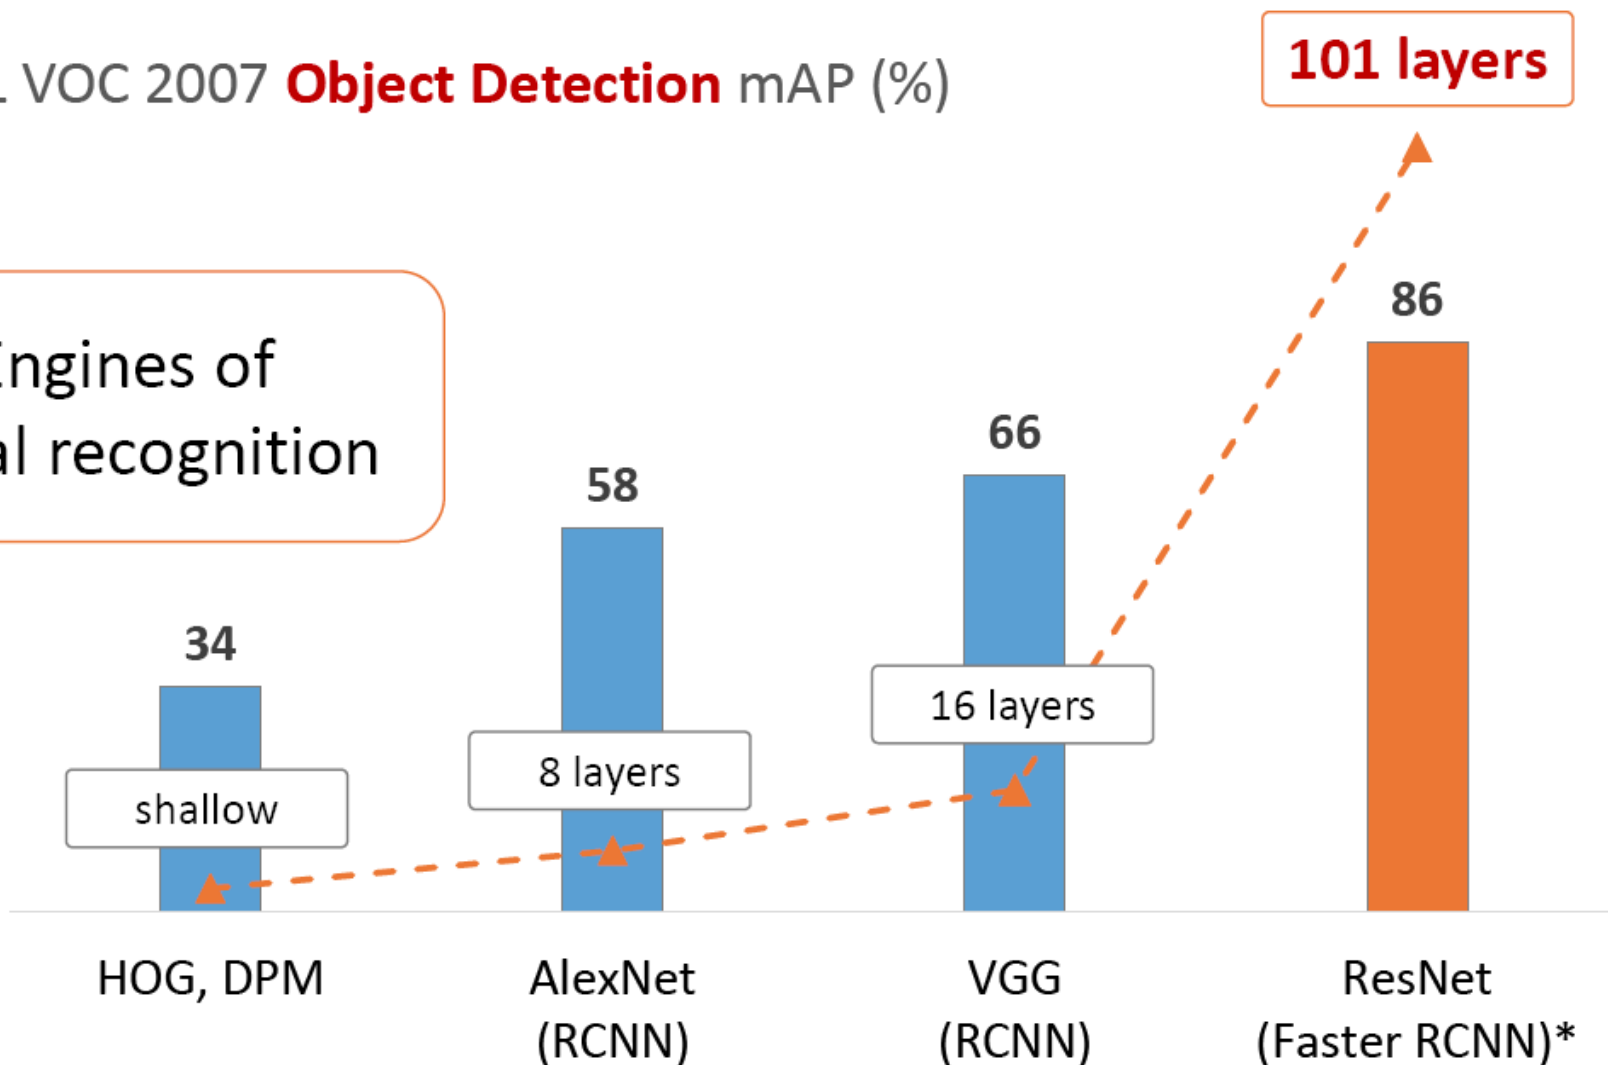 VOC 2007 Object Detection mAP (%)
101 layers
Engines of
recognition
86
66
58
34
16 layers
8 layers
shallow
HOG, DPM
AlexNet
(RCNN)
VGG
(RCNN)
ResNet
(Faster RCNN)*